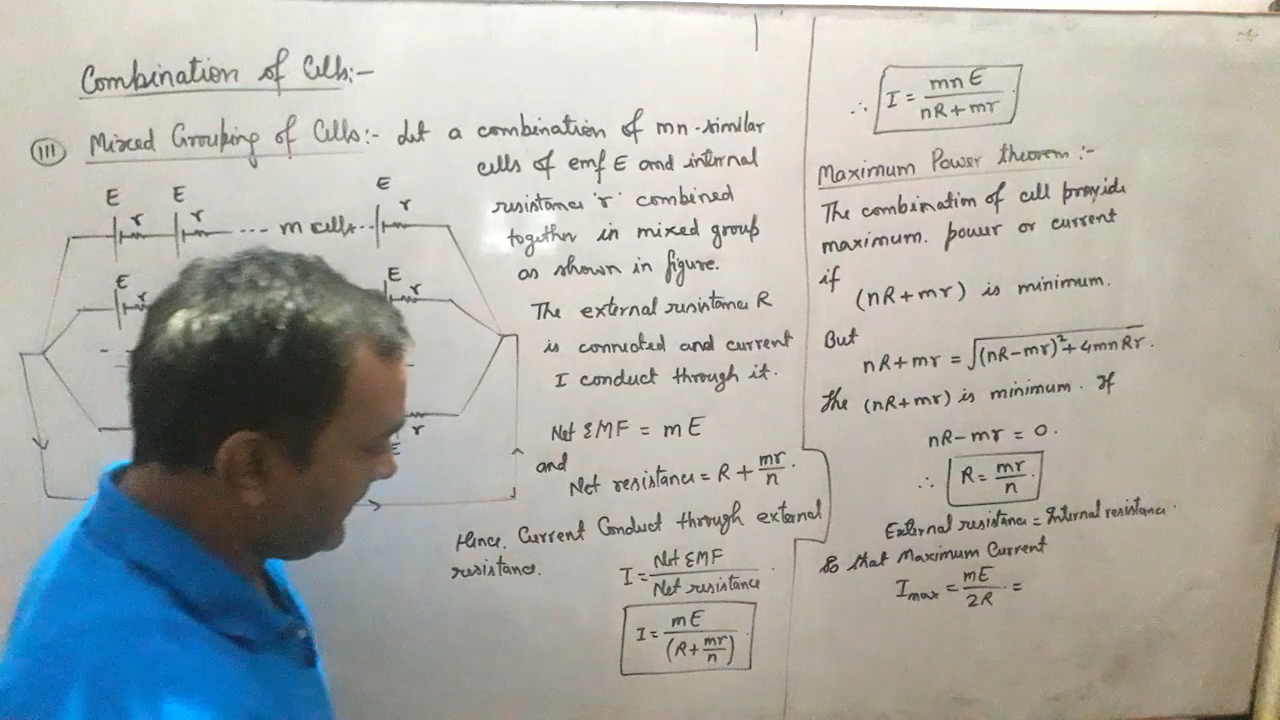 Combination of Cells:-
III Mixed Grouping of Cells:- Let a combination of mn-similar
cells of emf E and internal
resistance 'r' combined
together in mixed group
as shown in figure.
E E E
r r m cells r
E r E r
r
E
The external resistance R
is connected and current
I conduct through it.
Net EMF = mE
and
Net resistance = R + mr/n.
Hence, Current Conduct through external
resistance.
I = Net EMF / Net resistance
I = mE / (R + mr/n)
∴ I = mnE / nR+mr
Maximum Power theorem :-
The combination of cell provide
maximum. power or current
if
(nR+mr) is minimum.
But
nR+mr = √(nR-mr)²+4mnRr.
the (nR+mr) is minimum. If
nR-mr = 0.
∴ R = mr/n
External resistance = Internal resistance.
So that Maximum Current
Imax = mE/2R =